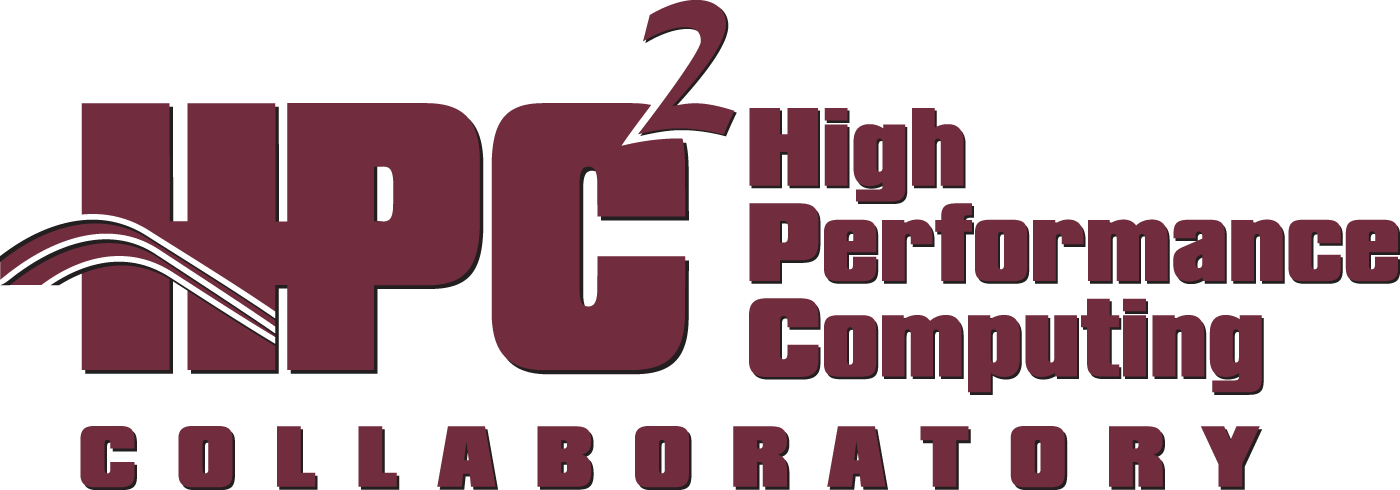 HPC²
High
Performance
Computing
COLLABORATORY